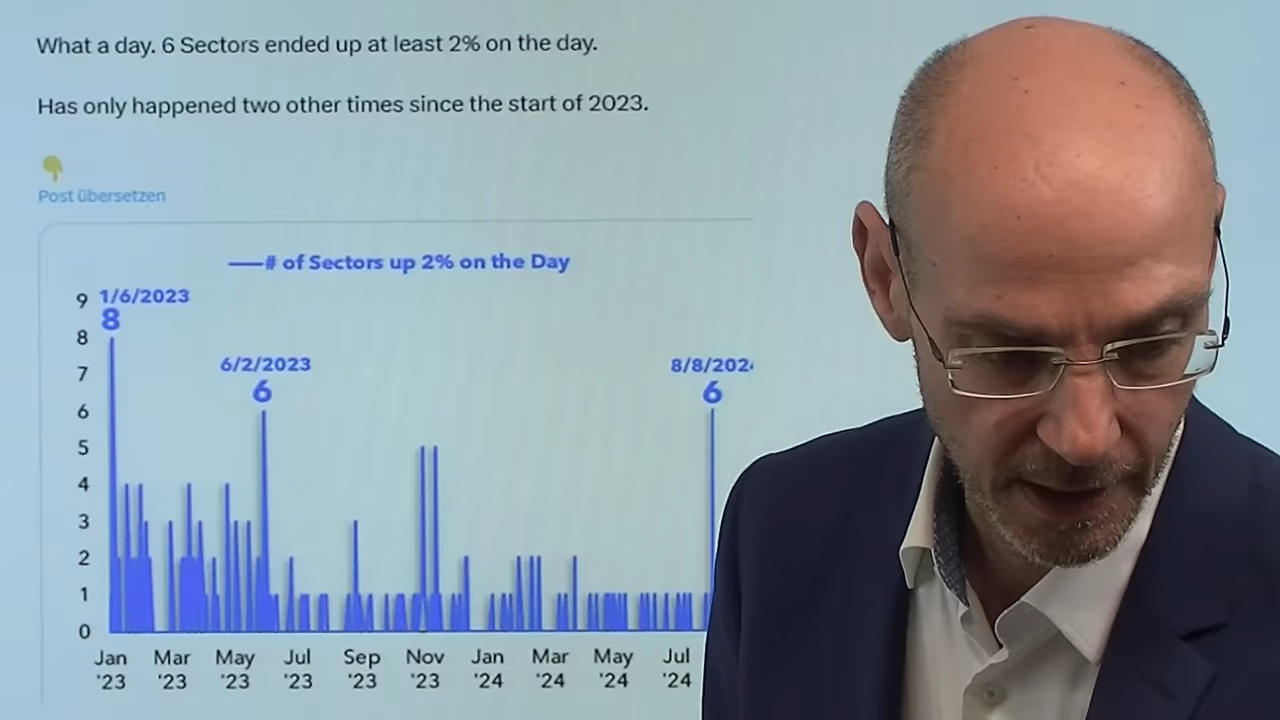 What a day. 6 Sectors ended up at least 2% on the day.
Has only happened two other times since the start of 2023.
Post übersetzen
# of Sectors up 2% on the Day
9
1/6/2023
8
8
7
6/2/2023
6
8/8/202
6
6
5
4
3
2
1
0
Jan Mar May Jul Sep Nov Jan Mar May Jul
'23 '23 '23 '23 '23 '23 '24 '24 '24 '24